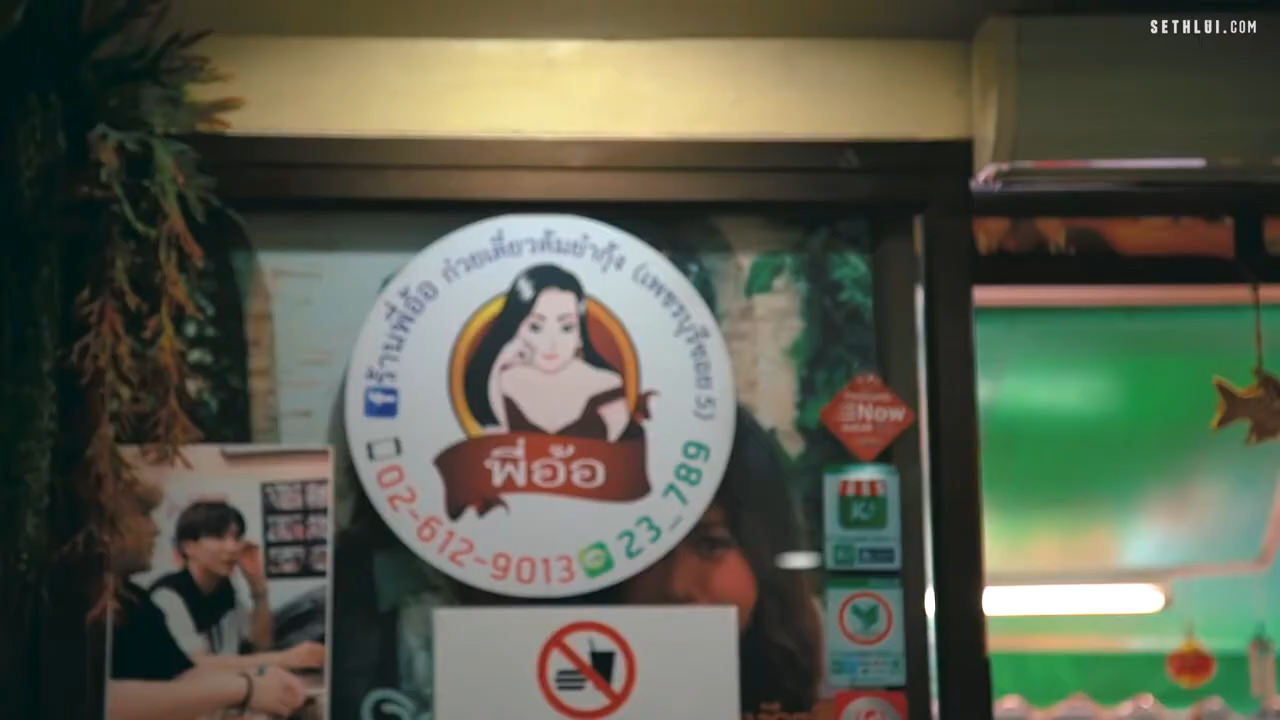 SETHLUI.COM
ร้านพี่อ้อ ก๋วยเตี๋ยวต้มยำกุ้ง (เพชรบุรีซอย 5)
พี่อ้อ
02-612-9013
23_789
Now
K+